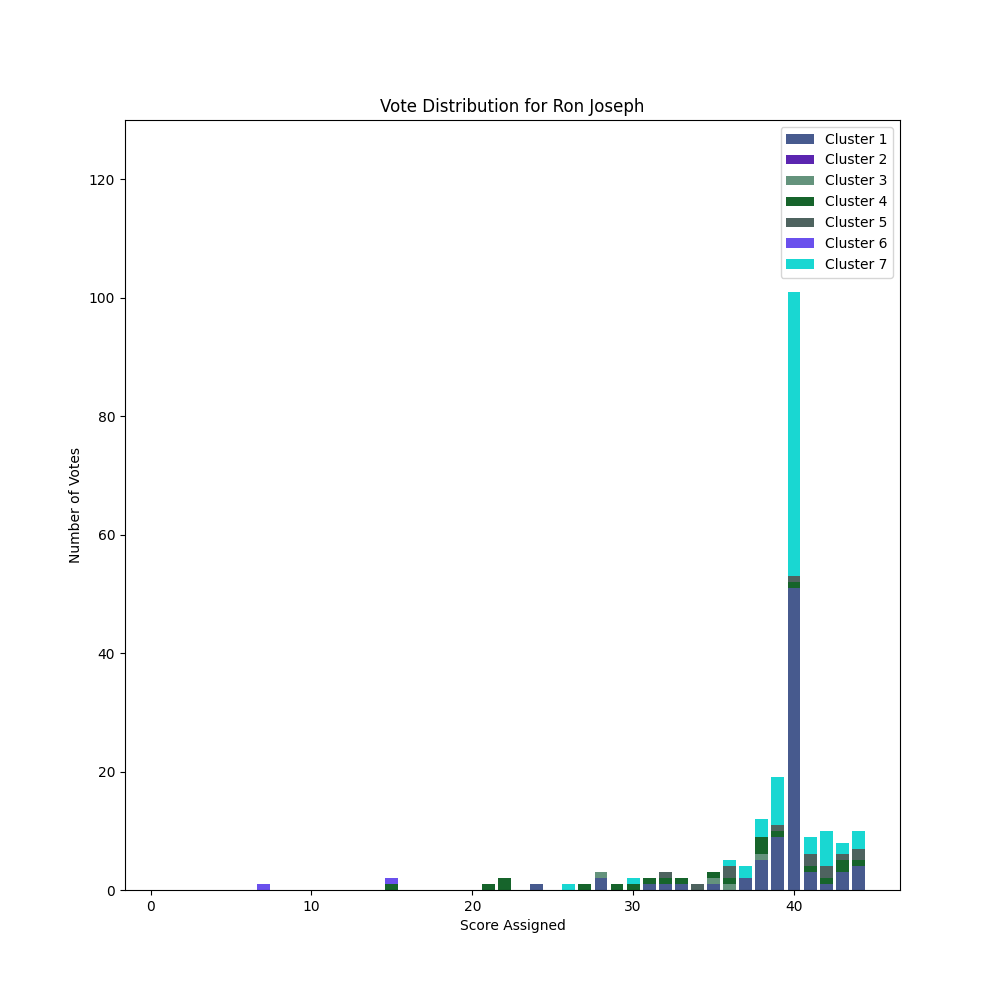 Vote Distribution for Ron Joseph
Cluster 1
Cluster 2
Cluster 3
Cluster 4
Cluster 5
Cluster 6
Cluster 7
120
100
80
60
40
20
0
Number of Votes
0 10 20 30 40
Score Assigned